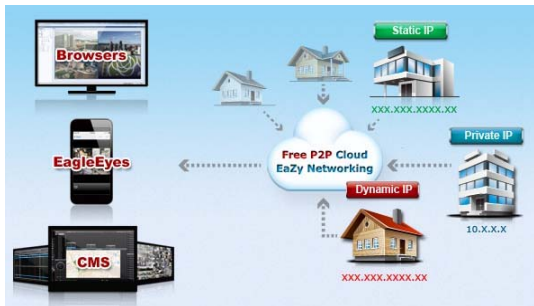 Browsers
EagleEyes
CMS
Free P2P Cloud
EaZy Networking
Static IP
XXX.XXX.XXXX.XX
Private IP
10.X.X.X
Dynamic IP
XXX.XXX.XXXX.XX